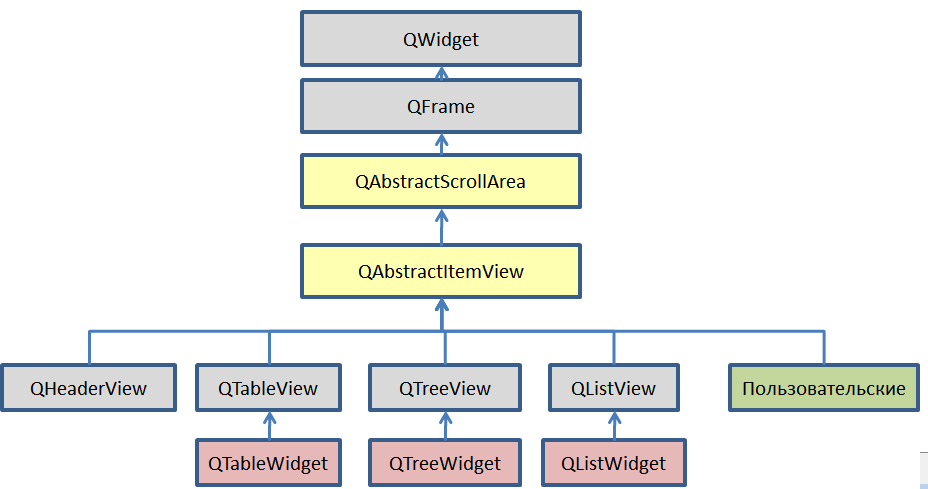 QWidget
QFrame
QAbstractScrollArea
QAbstractItemView
QHeaderView
QTableView
QTreeView
QListView
Пользовательские
QTableWidget
QTreeWidget
QListWidget